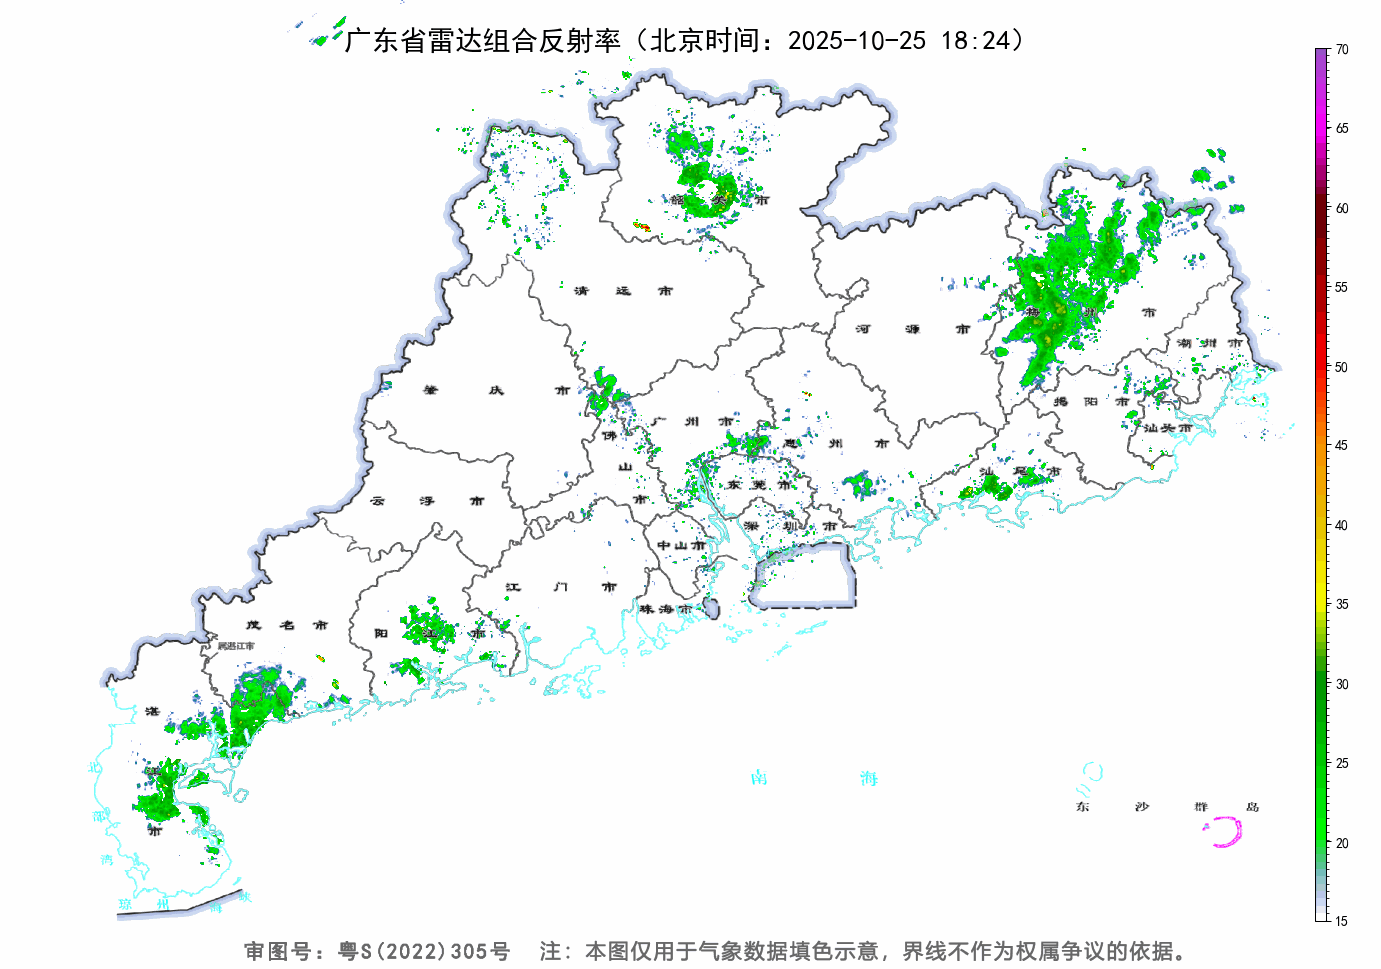 广东省雷达组合反射率（北京时间：2025-10-25 18:24）
70
65
60
55
50
45
40
35
30
25
20
15
韶关市
清远市
河源市
梅州市
潮州市
肇庆市
揭阳市
广州市
汕头市
佛山市
惠州市
云浮市
东莞市
汕尾市
深圳市
中山市
江门市
珠海市
茂名市
阳江市
属湛江市
湛江市
北部湾
南海
东沙群岛
琼州海峡
审图号：粤S(2022)305号 注：本图仅用于气象数据填色示意，界线不作为权属争议的依据。